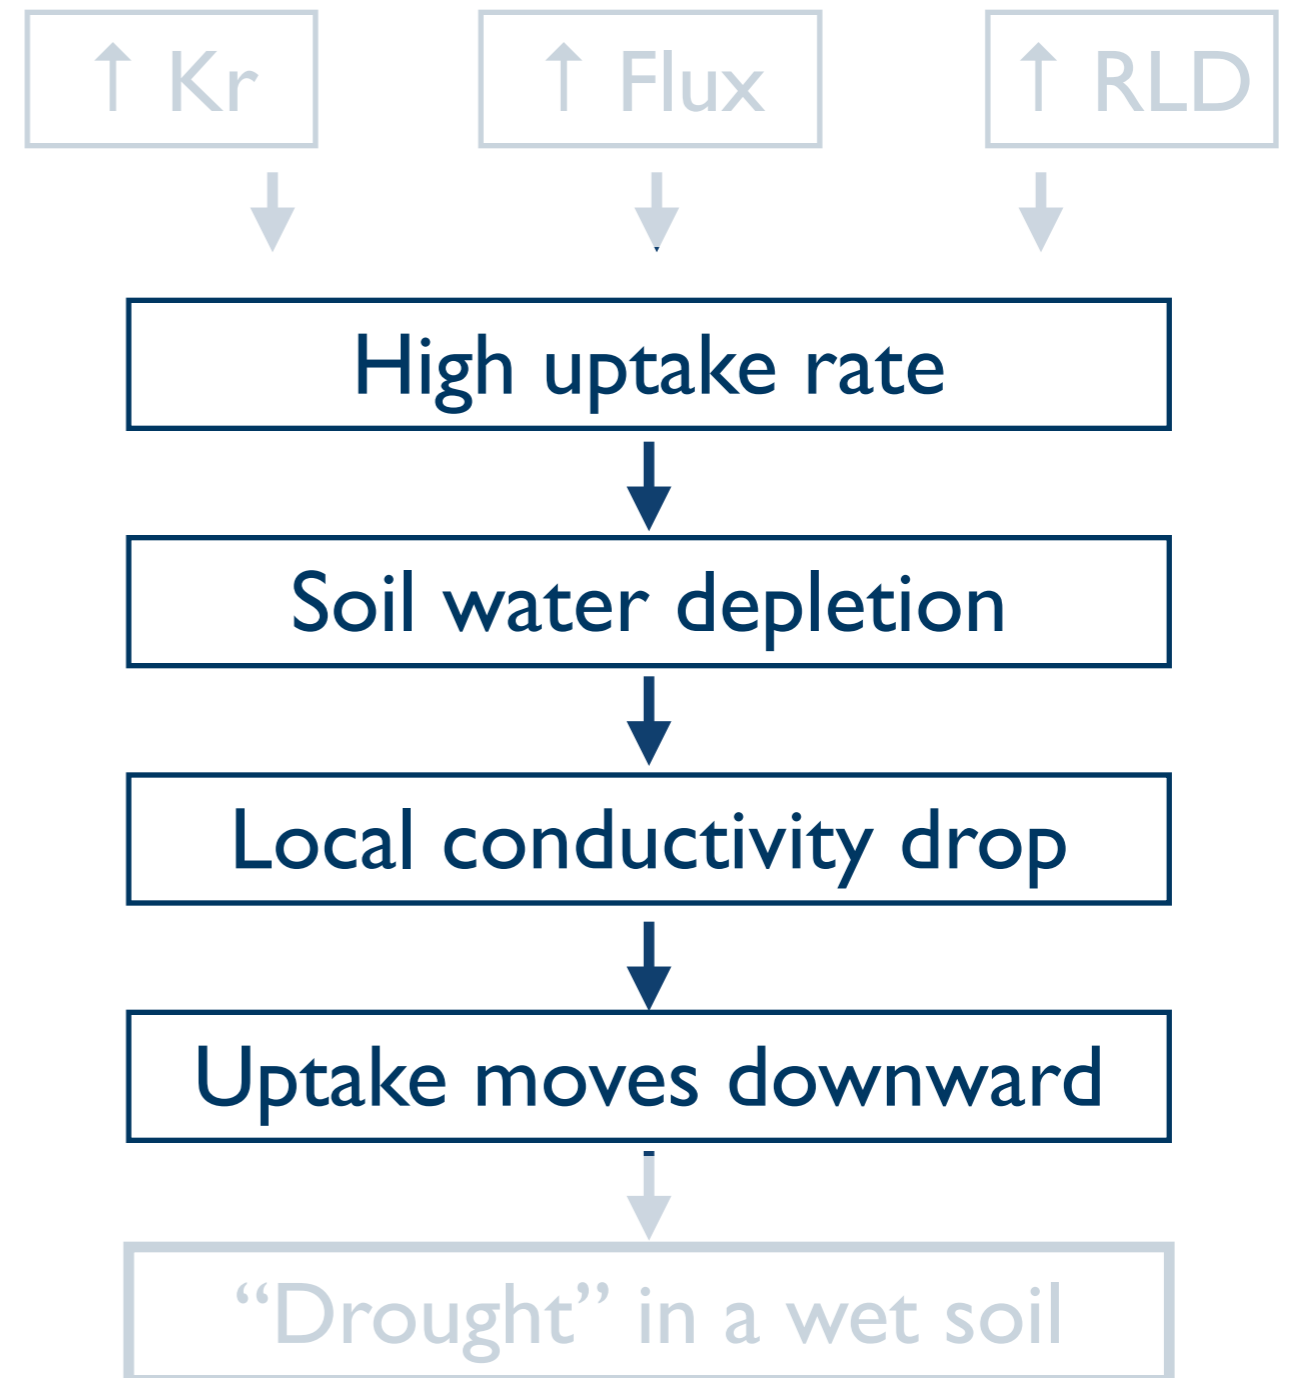 ↑ Kr
↑ Flux
↑ RLD
High uptake rate
Soil water depletion
Local conductivity drop
Uptake moves downward
“Drought” in a wet soil